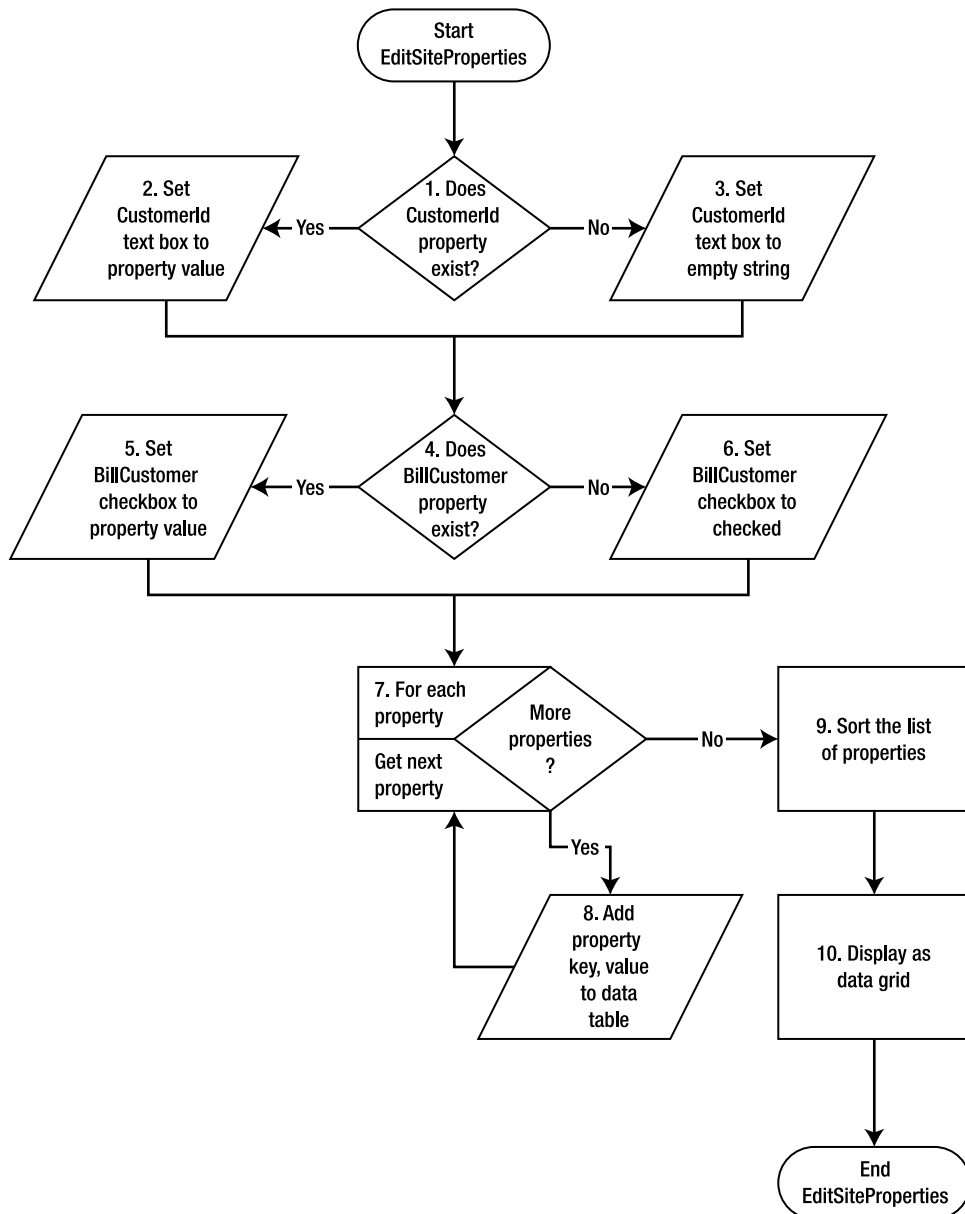 Start
EditSiteProperties
1. Does
CustomerId
property
exist?
Yes
No
2. Set
CustomerId
text box to
property value
3. Set
CustomerId
text box to
empty string
4. Does
BillCustomer
property
exist?
Yes
No
5. Set
BillCustomer
checkbox to
property value
6. Set
BillCustomer
checkbox to
checked
7. For each
property
Get next
property
More
properties
?
No
Yes
8. Add
property
key, value
to data
table
9. Sort the list
of properties
10. Display as
data grid
End
EditSiteProperties